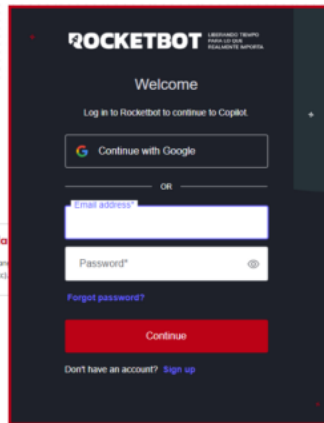 ROCKETBOT
LIBERANDO TIEMPO
PARA LO QUE
REALMENTE IMPORTA
Welcome
Log in to Rocketbot to continue to Copilot.
Continue with Google
OR
Email address*
Password*
Forgot password?
Continue
Don't have an account? Sign up